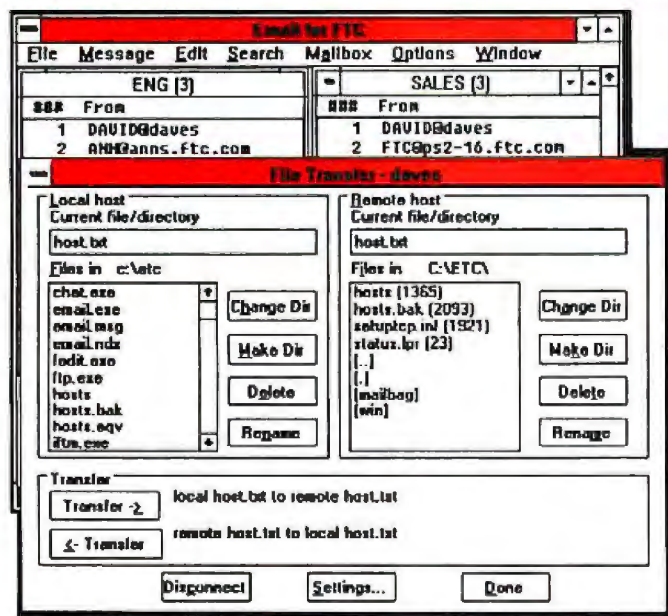 Email for FTC
File Message Edit Search Mailbox Options Window
ENG (3)
### From
1 DAVID@daves
2 ANN@anns.ftc.com
SALES (3)
### From
1 DAVID@daves
2 FTC@ps2-16.ftc.com
File Transfer - daves
Local host
Current file/directory
host.txt
Files in c:\etc
chat.exe
email.exe
email.msg
email.ndx
fedit.exe
ftp.exe
hosts
hosts.bak
hosts.eqv
Change Dir
Make Dir
Delete
Rename
Remote host
Current file/directory
host.txt
Files in C:\ETC\
hosts (1365)
hosts.bak (2093)
setuptcp.inl (1921)
status.lpr (23)
[..]
[.]
[mailbag]
[win]
Change Dir
Make Dir
Delete
Rename
Transfer
Transfer ->
local host.txt to remote host.txt
<- Transfer
remote host.txt to local host.txt
Disconnect
Settings...
Done